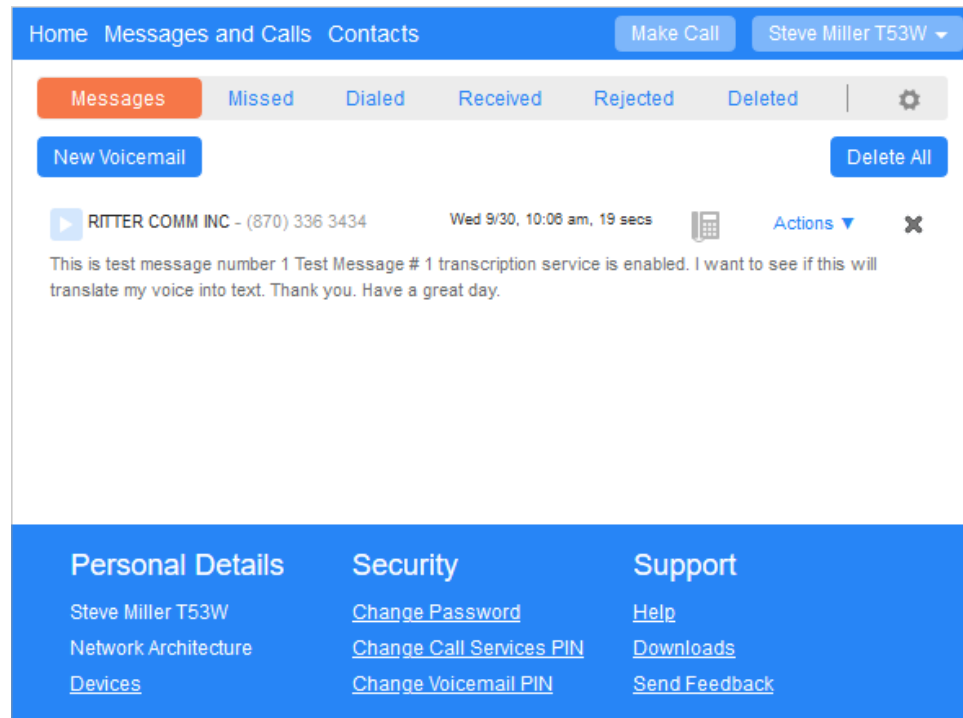 Home Messages and Calls Contacts Make Call Steve Miller T53W
Messages Missed Dialed Received Rejected Deleted
New Voicemail Delete All
RITTER COMM INC - (870) 336 3434 Wed 9/30, 10:06 am, 19 secs Actions
This is test message number 1 Test Message # 1 transcription service is enabled. I want to see if this will
translate my voice into text. Thank you. Have a great day.
Personal Details Security Support
Steve Miller T53W Change Password Help
Network Architecture Change Call Services PIN Downloads
Devices Change Voicemail PIN Send Feedback